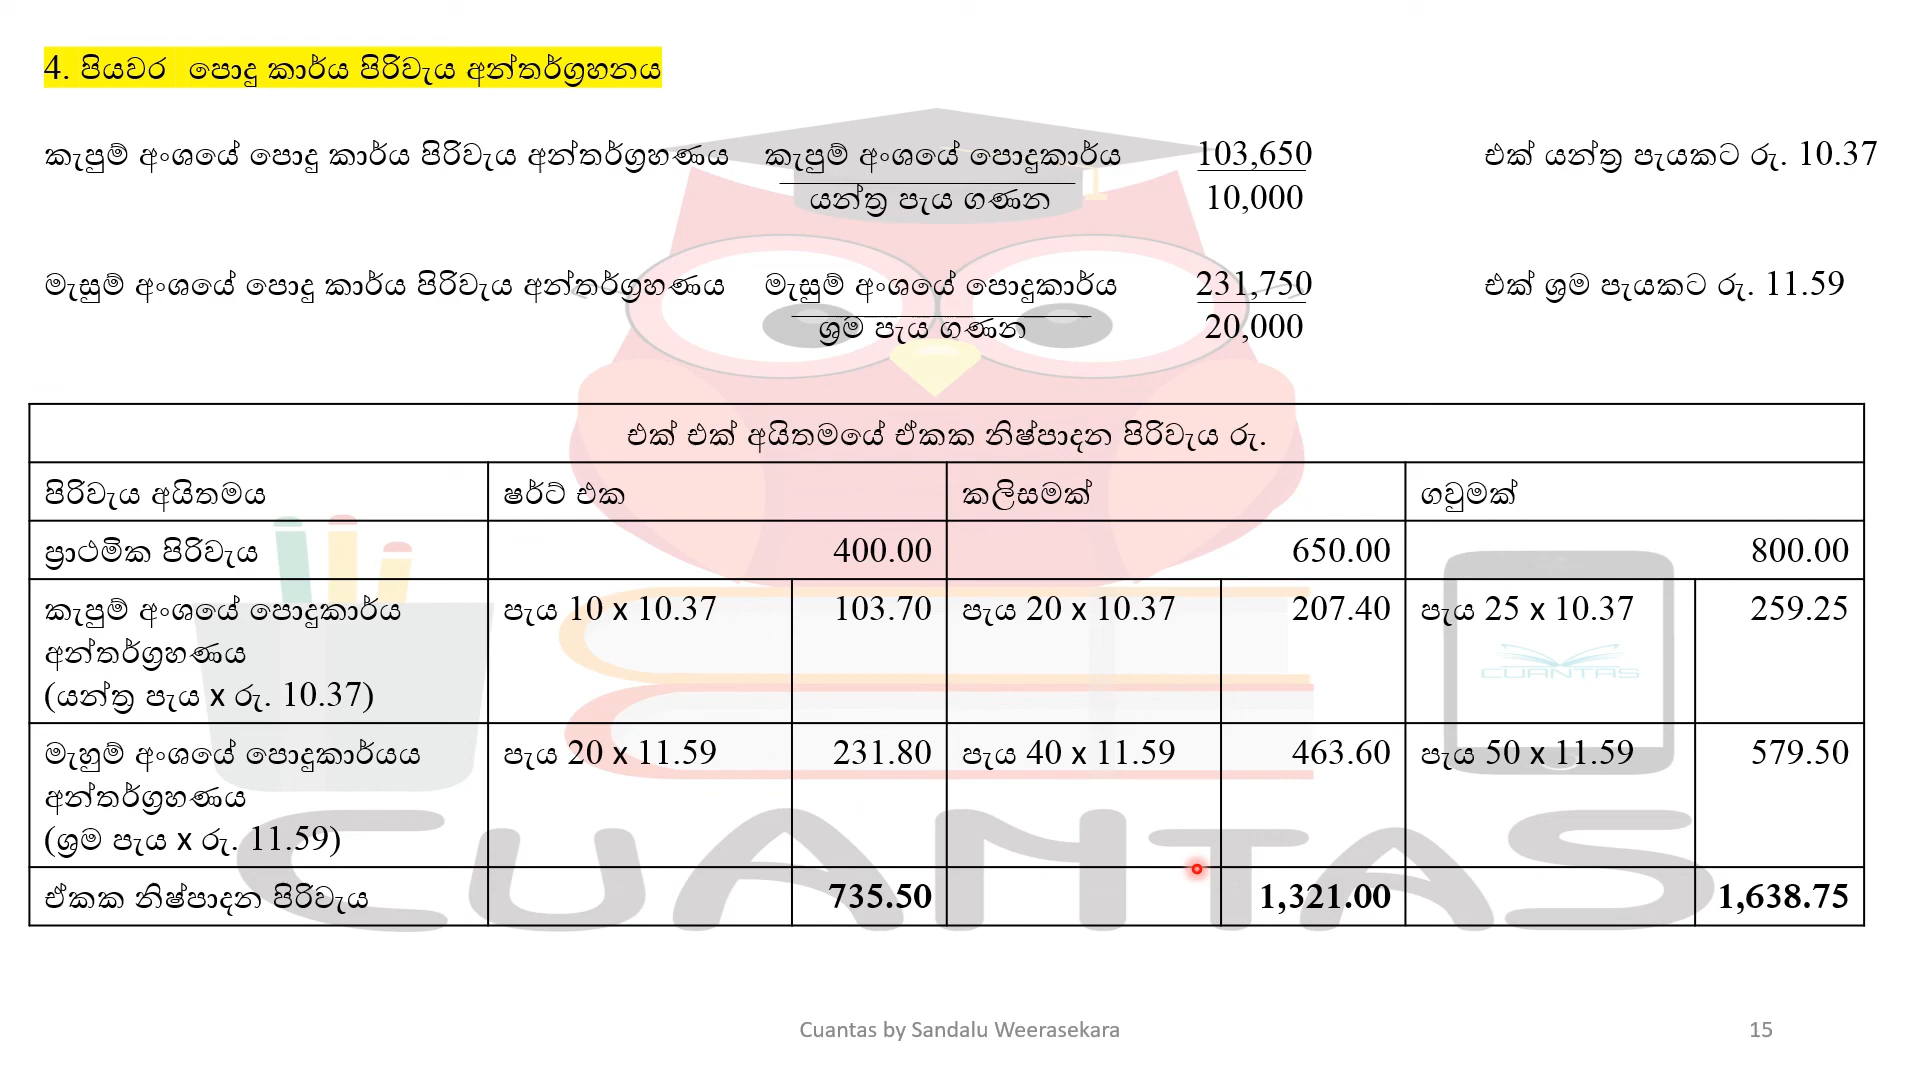 4. පියවර  පොදු කාර්ය පිරිවැය අන්තර්ග්‍රහනය
කැපුම් අංශයේ පොදු කාර්ය පිරිවැය අන්තර්ග්‍රහණය කැපුම් අංශයේ පොදුකාර්ය 103,650 එක් යන්ත්‍ර පැයකට රු. 10.37
යන්ත්‍ර පැය ගණන 10,000
මැසුම් අංශයේ පොදු කාර්ය පිරිවැය අන්තර්ග්‍රහණය මැසුම් අංශයේ පොදුකාර්ය 231,750 එක් ශ්‍රම පැයකට රු. 11.59
ශ්‍රම පැය ගණන 20,000
එක් එක් අයිතමයේ ඒකක නිෂ්පාදන පිරිවැය රු.
පිරිවැය අයිතමය ෂර්ට් එක කලිසමක් ගවුමක්
ප්‍රාථමික පිරිවැය 400.00 650.00 800.00
කැපුම් අංශයේ පොදුකාර්ය පැය 10 x 10.37 103.70 පැය 20 x 10.37 207.40 පැය 25 x 10.37 259.25
අන්තර්ග්‍රහණය
(යන්ත්‍ර පැය x රු. 10.37)
මැහුම් අංශයේ පොදුකාර්යය පැය 20 x 11.59 231.80 පැය 40 x 11.59 463.60 පැය 50 x 11.59 579.50
අන්තර්ග්‍රහණය
(ශ්‍රම පැය x රු. 11.59)
ඒකක නිෂ්පාදන පිරිවැය 735.50 1,321.00 1,638.75
CUANTAS
CUANTAS
Cuantas by Sandalu Weerasekara 15